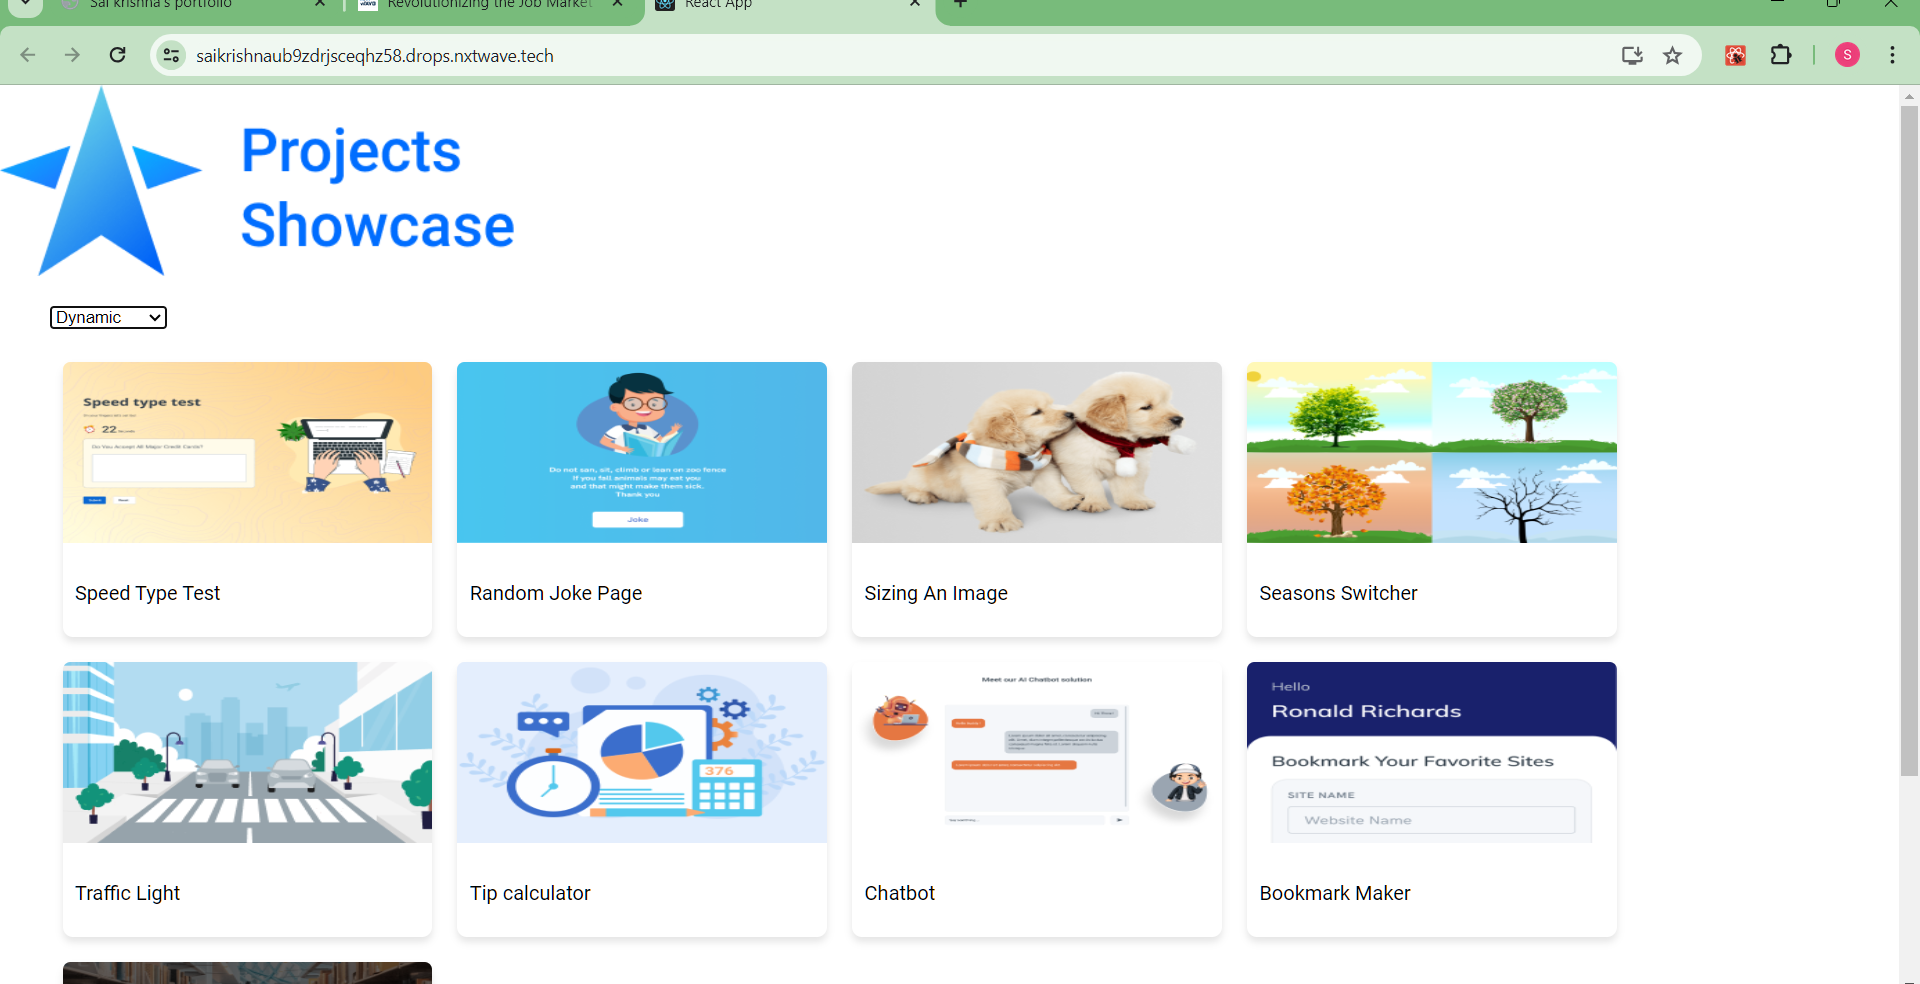 Sai krishna's portfolio
Revolutionizing the Job Market
React App
saikrishnaub9zdrjsceqhz58.drops.nxtwave.tech
S
Projects
Showcase
Dynamic
Speed type test
22
Do You Accept All Major Credit Cards?
Do not san, sit, climb or lean on zoo fence
If you fall animals may eat you
and that might make them sick.
Thank you
Joke
Speed Type Test
Random Joke Page
Sizing An Image
Seasons Switcher
376
Meet our AI Chatbot solution
Hello
Ronald Richards
Bookmark Your Favorite Sites
SITE NAME
Website Name
Traffic Light
Tip calculator
Chatbot
Bookmark Maker